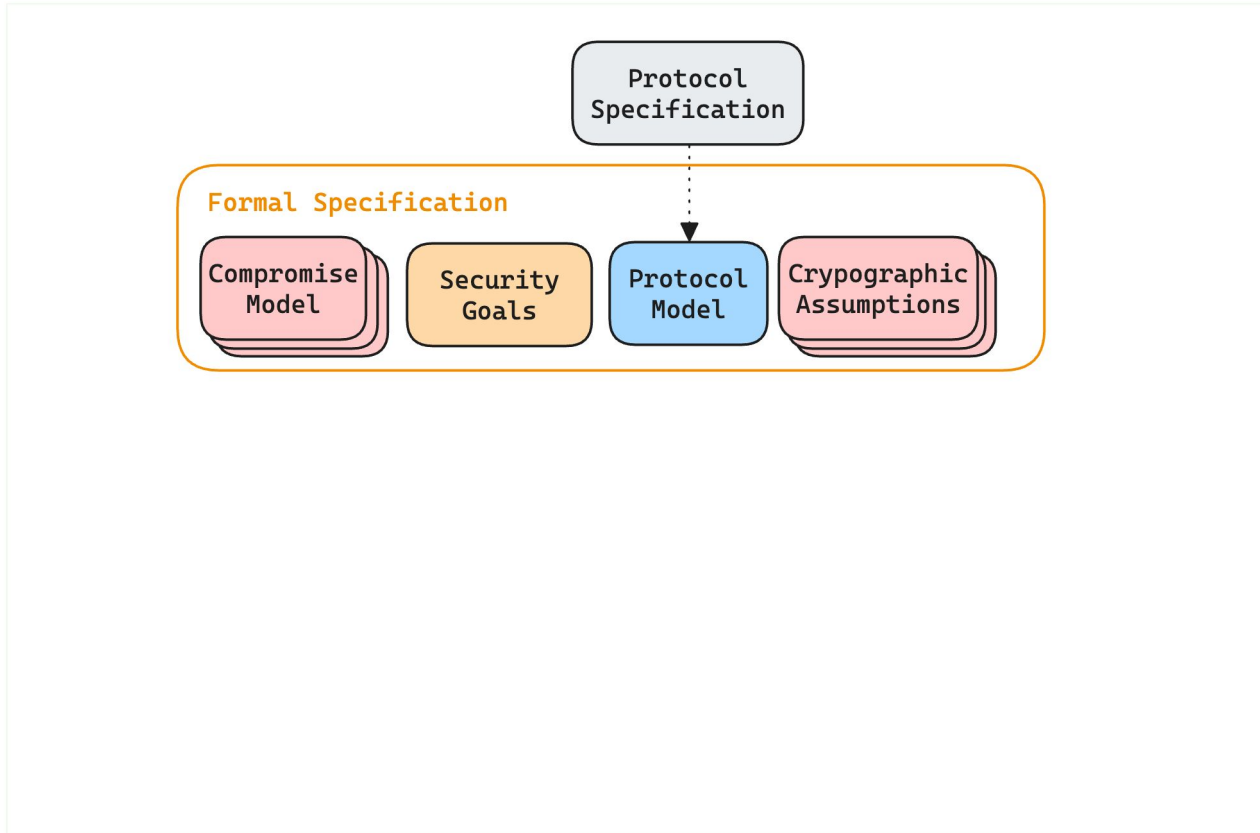 Protocol
Specification
Formal Specification
Compromise
Model
Security
Goals
Protocol
Model
Crypographic
Assumptions